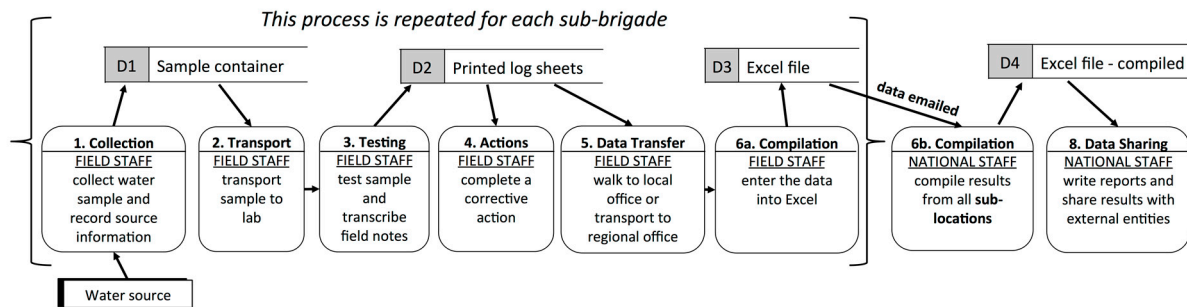 This process is repeated for each sub-brigade
D1 Sample container
D2 Printed log sheets
D3 Excel file
D4 Excel file - compiled
data emailed
1. Collection
FIELD STAFF
collect water
sample and
record source
information
2. Transport
FIELD STAFF
transport
sample to
lab
3. Testing
FIELD STAFF
test sample
and
transcribe
field notes
4. Actions
FIELD STAFF
complete a
corrective
action
5. Data Transfer
FIELD STAFF
walk to local
office or
transport to
regional office
6a. Compilation
FIELD STAFF
enter the data
into Excel
6b. Compilation
NATIONAL STAFF
compile results
from all sub-
locations
8. Data Sharing
NATIONAL STAFF
write reports and
share results with
external entities
Water source